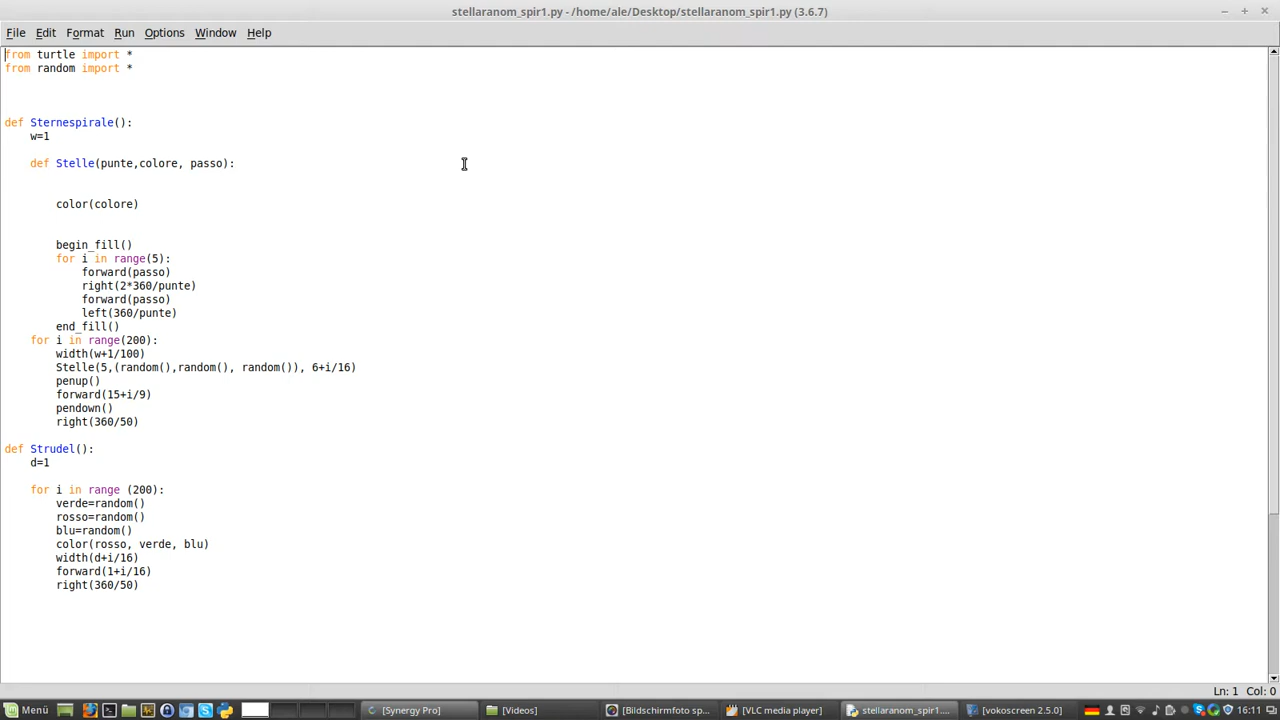 stellaranom_spir1.py - /home/ale/Desktop/stellaranom_spir1.py (3.6.7)
File Edit Format Run Options Window Help
from turtle import *
from random import *
def Sternespirale():
    w=1
    def Stelle(punte,colore, passo):
        color(colore)
        begin_fill()
        for i in range(5):
            forward(passo)
            right(2*360/punte)
            forward(passo)
            left(360/punte)
        end_fill()
    for i in range(200):
        width(w+1/100)
        Stelle(5,(random(),random(), random()), 6+i/16)
        penup()
        forward(15+i/9)
        pendown()
        right(360/50)
def Strudel():
    d=1
    for i in range (200):
        verde=random()
        rosso=random()
        blu=random()
        color(rosso, verde, blu)
        width(d+i/16)
        forward(1+i/16)
        right(360/50)
Ln: 1 Col: 0
Menü [Synergy Pro] [Videos] [Bildschirmfoto sp... [VLC media player] stellaranom_spir1.... [vokoscreen 2.5.0] 16:11